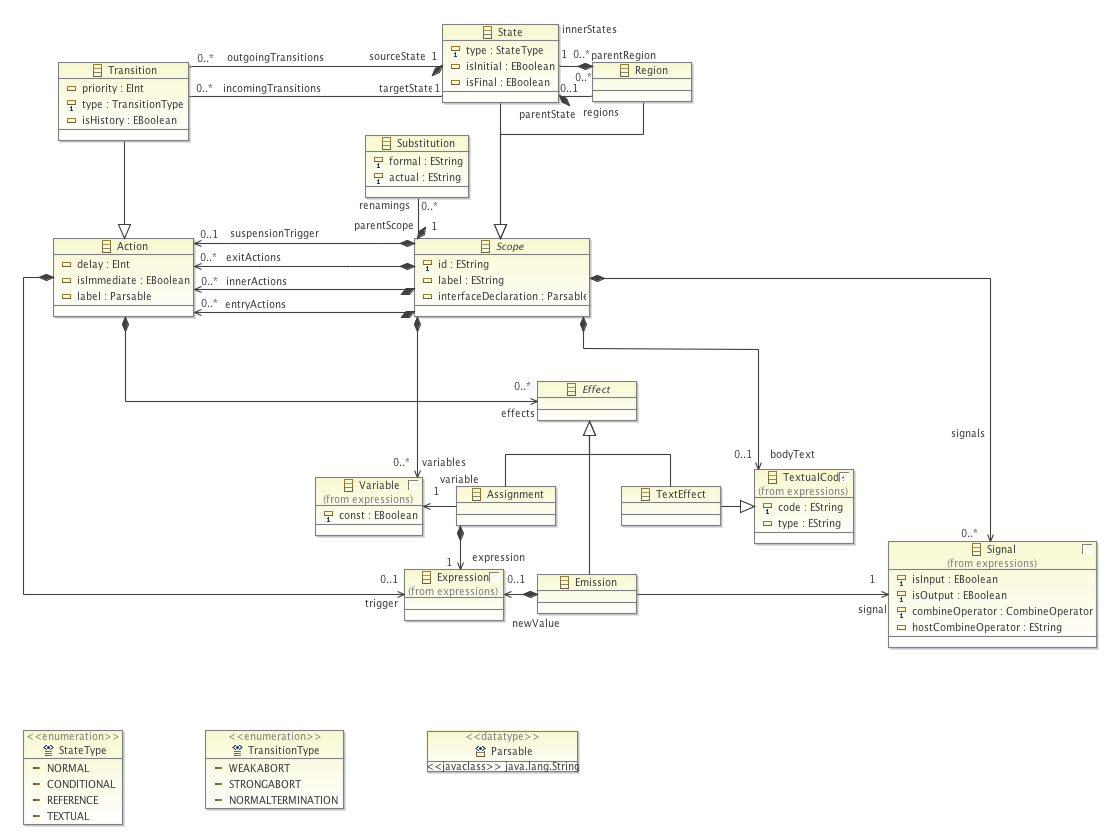 State
innerStates
type : StateType
isInitial : EBoolean
isFinal : EBoolean
0..*
outgoingTransitions
sourceState
1
1
0..*
parentRegion
Region
0..*
0..1
parentState
regions
0..*
incomingTransitions
targetState
1
Transition
priority : EInt
type : TransitionType
isHistory : EBoolean
Substitution
formal : EString
actual : EString
renamings
0..*
parentScope
1
0..1
suspensionTrigger
0..*
exitActions
0..*
innerActions
0..*
entryActions
Action
delay : EInt
isImmediate : EBoolean
label : Parsable
Scope
id : EString
label : EString
interfaceDeclaration : Parsable
Effect
0..*
effects
signals
0..*
variables
0..1
bodyText
variable
1
Variable
(from expressions)
const : EBoolean
Assignment
TextEffect
TextualCode
(from expressions)
code : EString
type : EString
1
expression
0..1
trigger
Expression
(from expressions)
0..1
newValue
Emission
1
signal
0..*
Signal
(from expressions)
isInput : EBoolean
isOutput : EBoolean
combineOperator : CombineOperator
hostCombineOperator : EString
<<enumeration>>
StateType
NORMAL
CONDITIONAL
REFERENCE
TEXTUAL
<<enumeration>>
TransitionType
WEAKABORT
STRONGABORT
NORMALTERMINATION
<<datatype>>
Parsable
<<javaclass>> java.lang.String